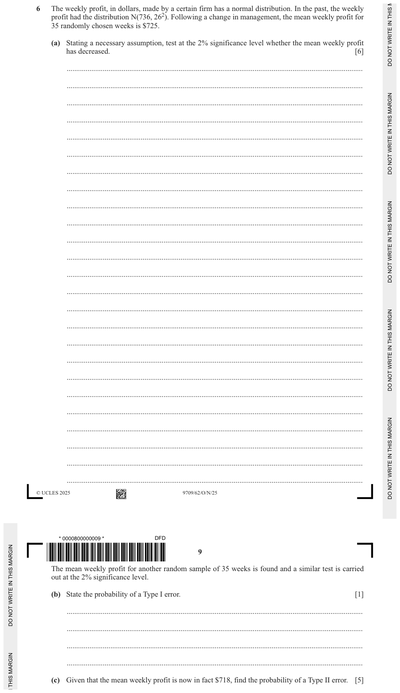 6 The weekly profit, in dollars, made by a certain firm has a normal distribution. In the past, the weekly
profit had the distribution N(736, 26²). Following a change in management, the mean weekly profit for
35 randomly chosen weeks is $725.
(a) Stating a necessary assumption, test at the 2% significance level whether the mean weekly profit
has decreased. [6]
DO NOT WRITE IN THIS MARGIN
DO NOT WRITE IN THIS MARGIN
DO NOT WRITE IN THIS MARGIN
DO NOT WRITE IN THIS MARGIN
DO NOT WRITE IN THIS MARGIN
© UCLES 2025 9709/62/O/N/25
* 0000800000009 * DFD
9
The mean weekly profit for another random sample of 35 weeks is found and a similar test is carried
out at the 2% significance level.
(b) State the probability of a Type I error. [1]
(c) Given that the mean weekly profit is now in fact $718, find the probability of a Type II error. [5]
DO NOT WRITE IN THIS MARGIN
THIS MARGIN